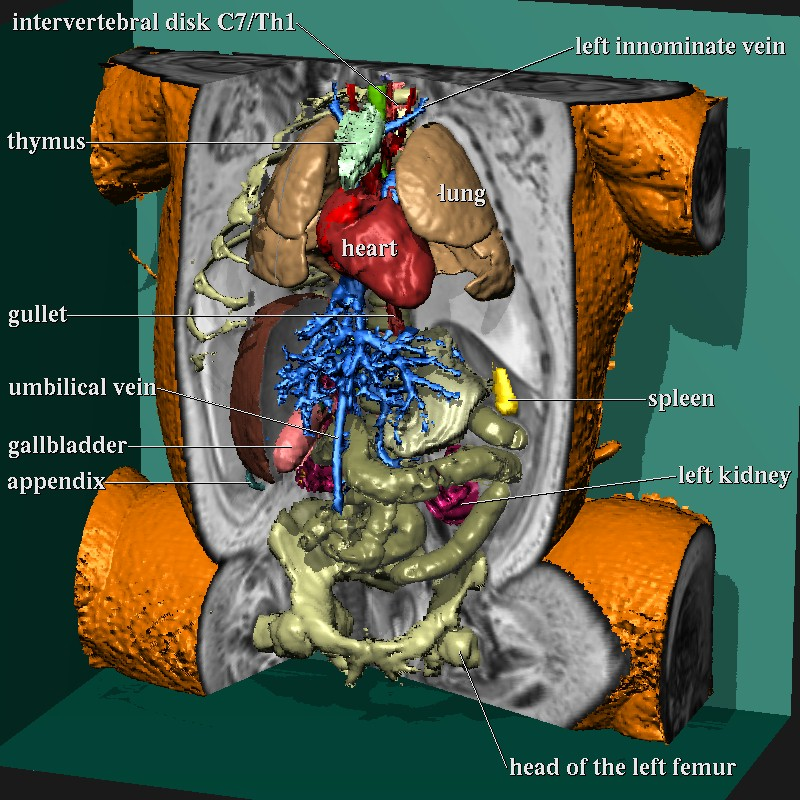 intervertebral disk C7/Th1
left innominate vein
thymus
lung
heart
gullet
umbilical vein
spleen
gallbladder
left kidney
appendix
head of the left femur